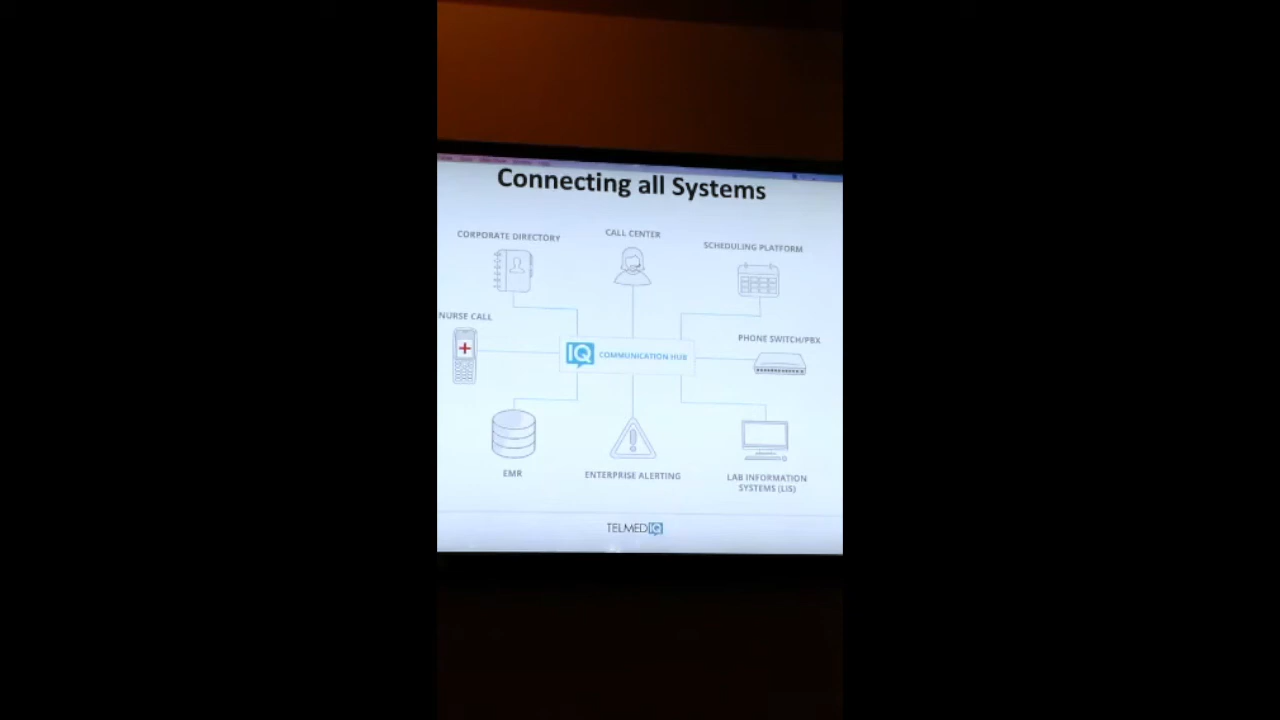 Connecting all Systems
CORPORATE DIRECTORY
CALL CENTER
SCHEDULING PLATFORM
NURSE CALL
PHONE SWITCH/PBX
IQ COMMUNICATION HUB
EMR
ENTERPRISE ALERTING
LAB INFORMATION
SYSTEMS (LIS)
TELMEDIQ